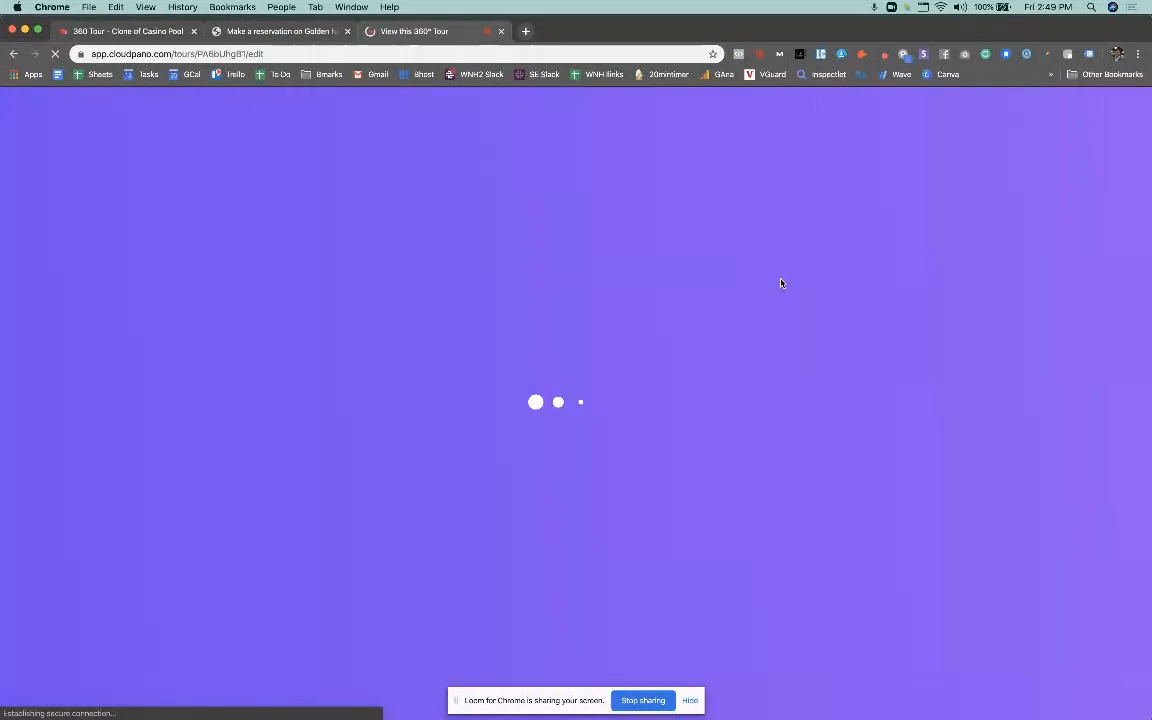 Chrome File Edit View History Bookmarks People Tab Window Help 100% Fri 2:49 PM
360 Tour - Clone of Casino Pool Make a reservation on Golden View this 360° Tour
app.cloudpano.com/tours/PA6bUhgB1/edit
Apps Sheets Tasks GCal Trello To Do Bmarks Gmail Bhost WNH2 Slack SE Slack WNH Ilinks 20mintimer GAna VGuard Inspectlet Wave Canva » Other Bookmarks
Loom for Chrome is sharing your screen. Stop sharing Hide
Establishing secure connection...